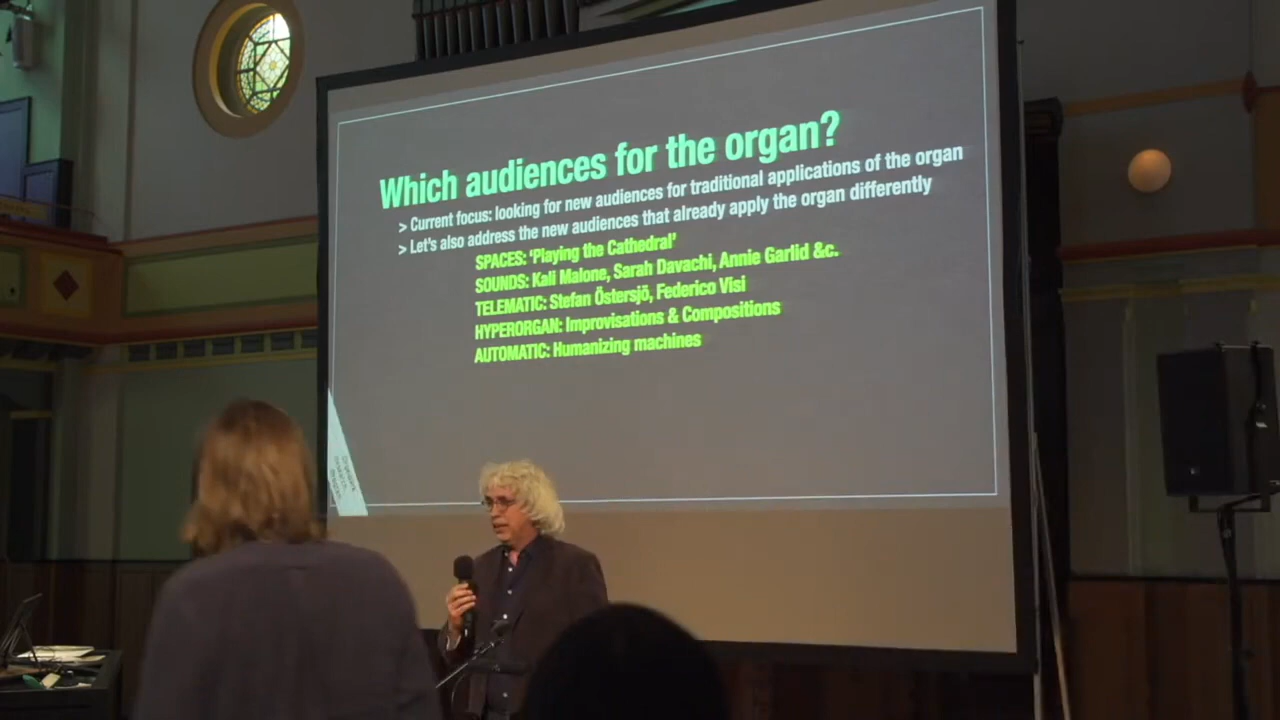 Which audiences for the organ?
> Current focus: looking for new audiences for traditional applications of the organ
> Let's also address the new audiences that already apply the organ differently
SPACES: 'Playing the Cathedral'
SOUNDS: Kali Malone, Sarah Davachi, Annie Garlid &c.
TELEMATIC: Stefan Östersjö, Federico Visi
HYPERORGAN: Improvisations & Compositions
AUTOMATIC: Humanizing machines